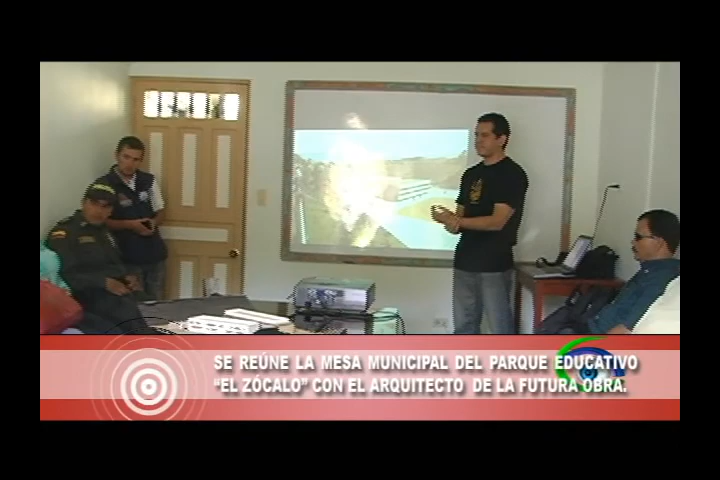 SE REÚNE LA MESA MUNICIPAL DEL PARQUE EDUCATIVO
“EL ZÓCALO” CON EL ARQUITECTO DE LA FUTURA OBRA.